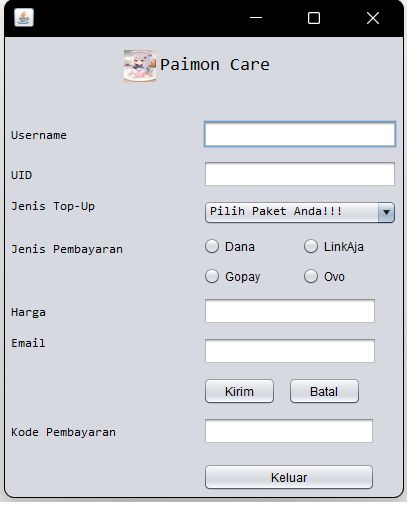 Paimon Care
Username
UID
Jenis Top-Up
Pilih Paket Anda!!!
Jenis Pembayaran
Dana
LinkAja
Gopay
Ovo
Harga
Email
Kirim
Batal
Kode Pembayaran
Keluar